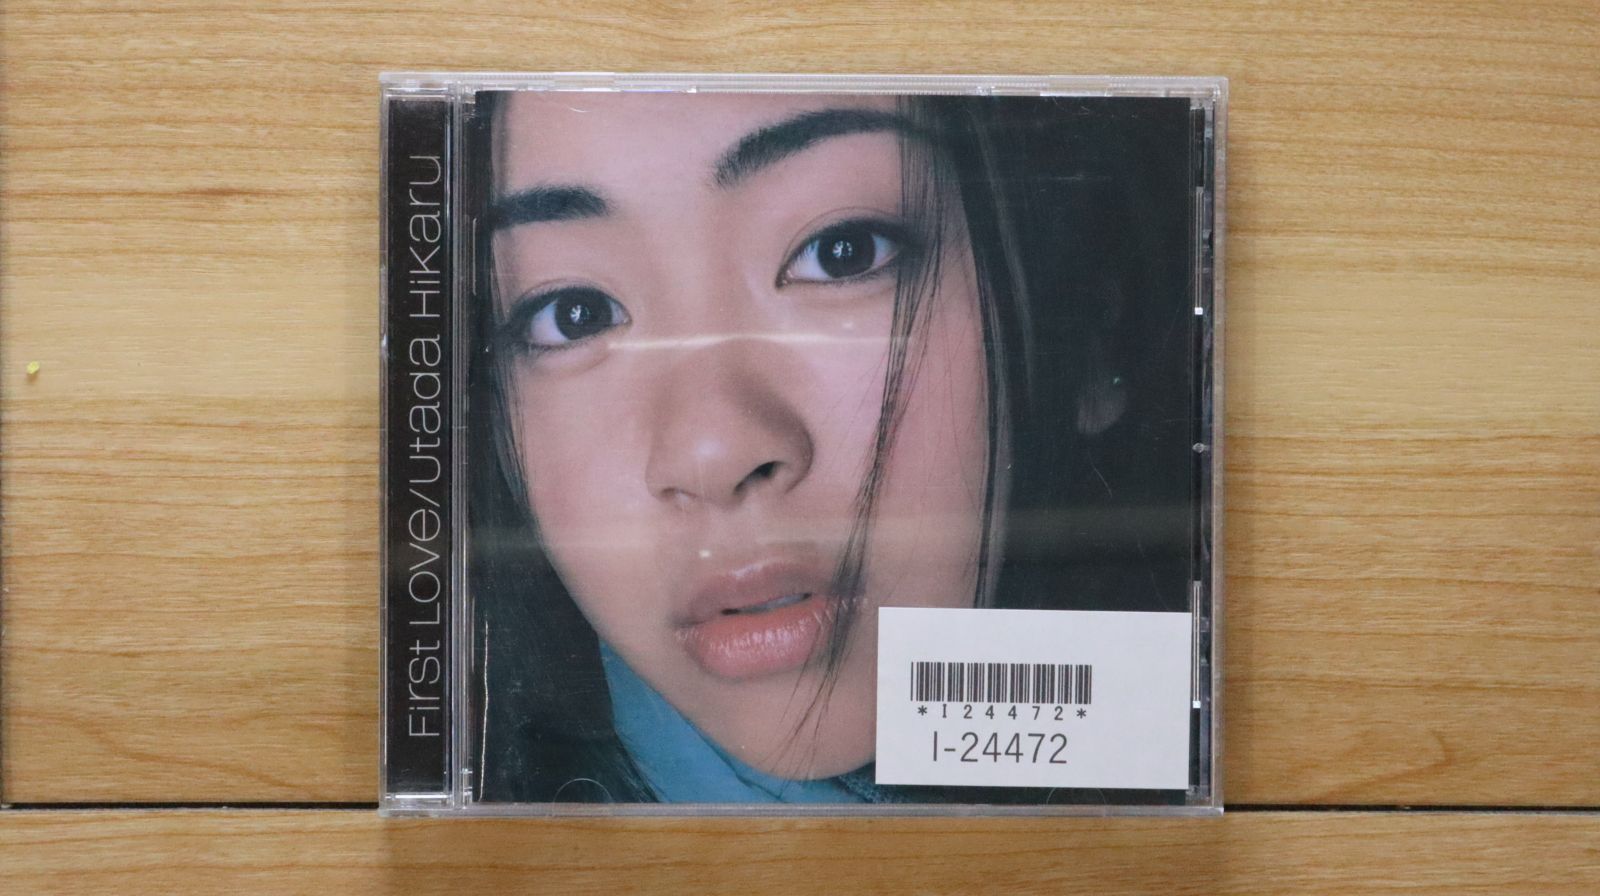 First Love/Utada Hikaru
*I24472*
I-24472